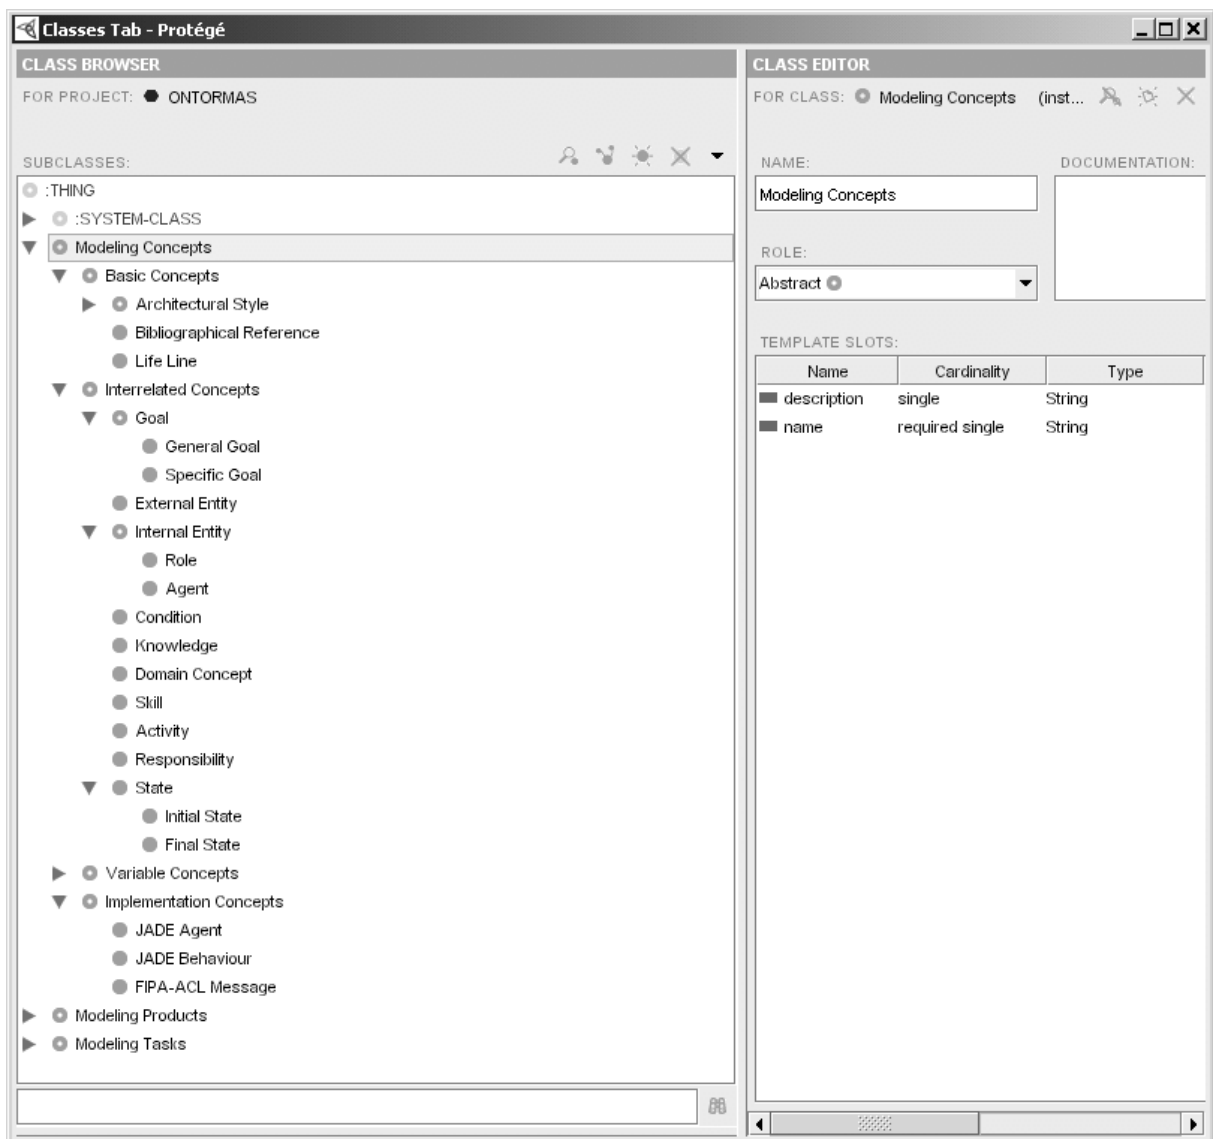 Classes Tab - Protégé
CLASS BROWSER
FOR PROJECT: ONTORMAS
SUBCLASSES:
:THING
:SYSTEM-CLASS
Modeling Concepts
Basic Concepts
Architectural Style
Bibliographical Reference
Life Line
Interrelated Concepts
Goal
General Goal
Specific Goal
External Entity
Internal Entity
Role
Agent
Condition
Knowledge
Domain Concept
Skill
Activity
Responsibility
State
Initial State
Final State
Variable Concepts
Implementation Concepts
JADE Agent
JADE Behaviour
FIPA-ACL Message
Modeling Products
Modeling Tasks
CLASS EDITOR
FOR CLASS: Modeling Concepts (inst...
NAME: DOCUMENTATION:
Modeling Concepts
ROLE:
Abstract
TEMPLATE SLOTS:
Name Cardinality Type
description single String
name required single String